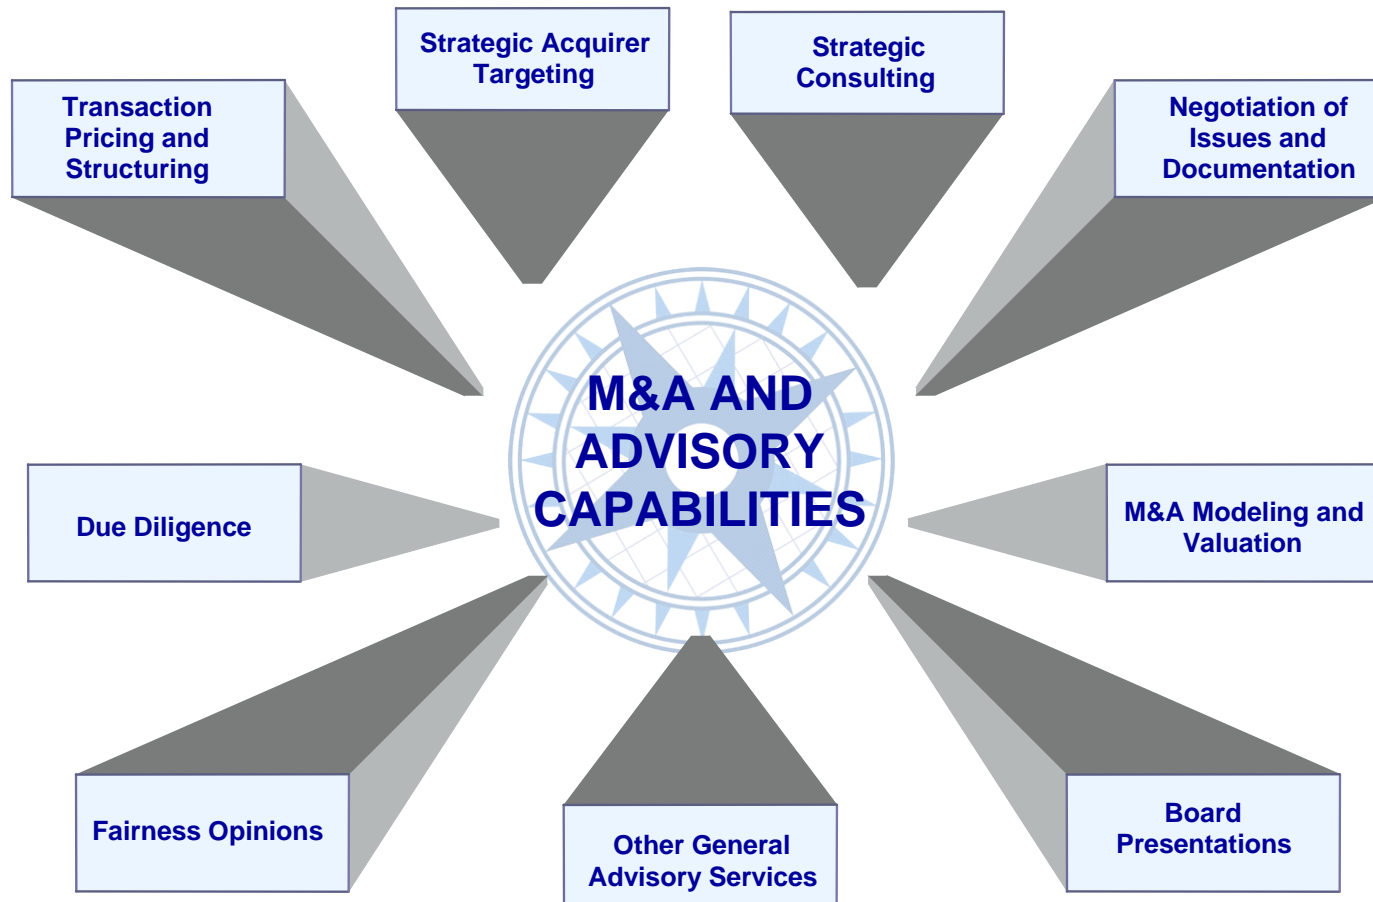 Strategic Acquirer
Targeting
Strategic
Consulting
Transaction
Pricing and
Structuring
Negotiation of
Issues and
Documentation
M&A AND
ADVISORY
CAPABILITIES
Due Diligence
M&A Modeling and
Valuation
Fairness Opinions
Other General
Advisory Services
Board
Presentations